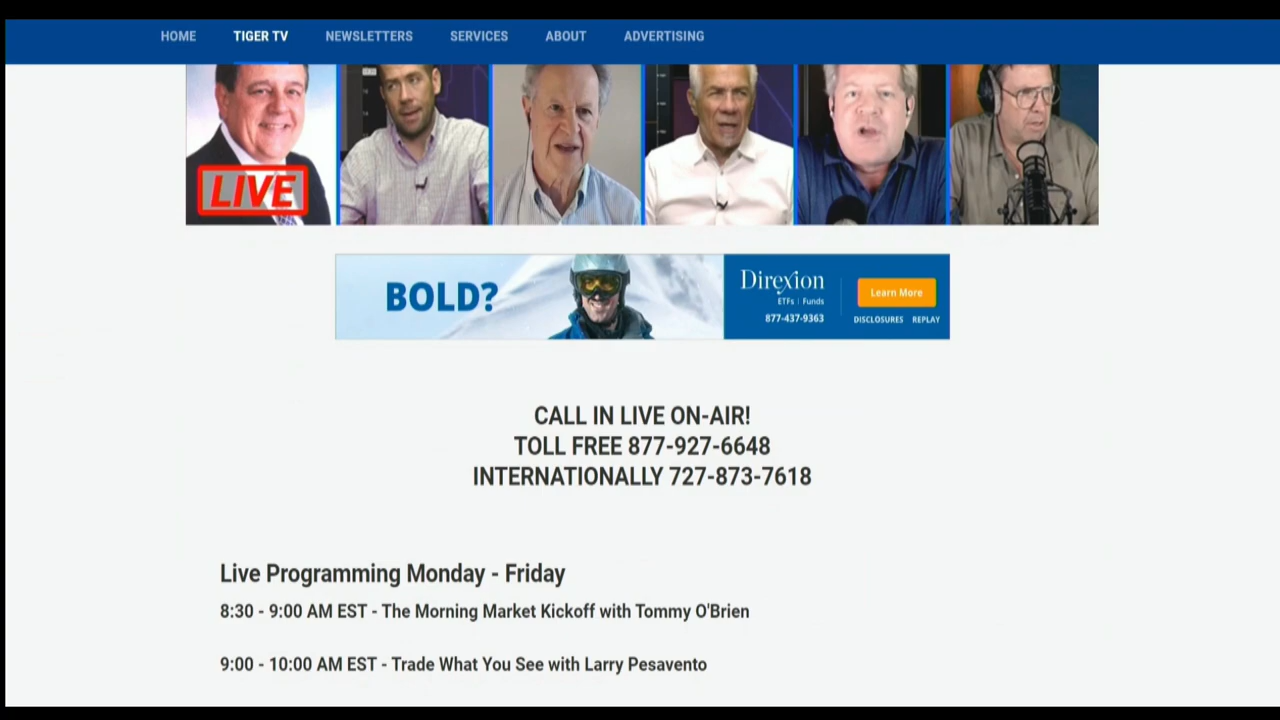 HOME TIGER TV NEWSLETTERS SERVICES ABOUT ADVERTISING
LIVE
BOLD?
Direxion
ETFs | Funds
877-437-9363
Learn More
DISCLOSURES REPLAY
CALL IN LIVE ON-AIR!
TOLL FREE 877-927-6648
INTERNATIONALLY 727-873-7618
Live Programming Monday - Friday
8:30 - 9:00 AM EST - The Morning Market Kickoff with Tommy O'Brien
9:00 - 10:00 AM EST - Trade What You See with Larry Pesavento